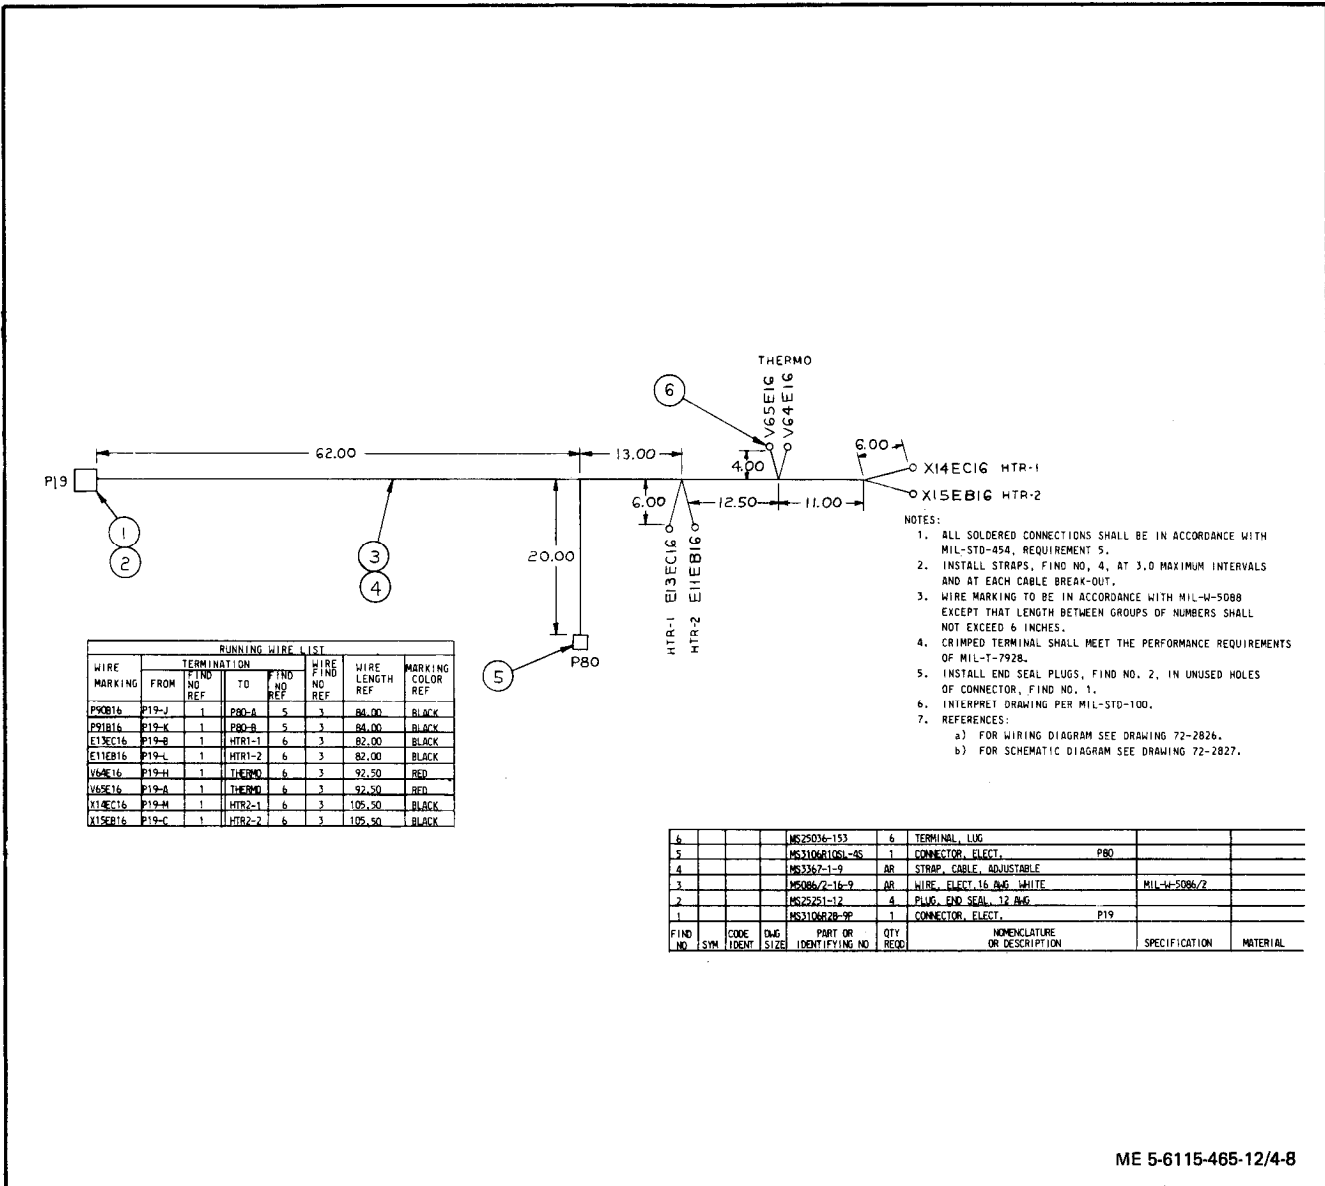 THERMO
V65E16
V64E16
6
62.00
13.00
4.00
6.00
X14EC16 HTR-1
X15EB16 HTR-2
P19
6.00
12.50
11.00
1
2
3
4
20.00
HTR-1 E13EC16
HTR-2 E11EB16
P80
5
NOTES:
1. ALL SOLDERED CONNECTIONS SHALL BE IN ACCORDANCE WITH
MIL-STD-454, REQUIREMENT 5.
2. INSTALL STRAPS, FIND NO, 4, AT 3.0 MAXIMUM INTERVALS
AND AT EACH CABLE BREAK-OUT.
3. WIRE MARKING TO BE IN ACCORDANCE WITH MIL-W-5088
EXCEPT THAT LENGTH BETWEEN GROUPS OF NUMBERS SHALL
NOT EXCEED 6 INCHES.
4. CRIMPED TERMINAL SHALL MEET THE PERFORMANCE REQUIREMENTS
OF MIL-T-7928.
5. INSTALL END SEAL PLUGS, FIND NO. 2, IN UNUSED HOLES
OF CONNECTOR, FIND NO. 1.
6. INTERPRET DRAWING PER MIL-STD-100.
7. REFERENCES:
a) FOR WIRING DIAGRAM SEE DRAWING 72-2826.
b) FOR SCHEMATIC DIAGRAM SEE DRAWING 72-2827.
RUNNING WIRE LIST
WIRE MARKING TERMINATION FROM FIND NO REF TO FIND NO REF WIRE FIND NO REF WIRE LENGTH REF MARKING COLOR REF
P90B16 P19-J 1 P80-A 5 3 84.00 BLACK
P91B16 P19-K 1 P80-B 5 3 84.00 BLACK
E13EC16 P19-B 1 HTR1-1 6 3 82.00 BLACK
E11EB16 P19-L 1 HTR1-2 6 3 82.00 BLACK
V64E16 P19-H 1 THERMO 6 3 92.50 RED
V65E16 P19-A 1 THERMO 6 3 92.50 RED
X14EC16 P19-M 1 HTR2-1 6 3 105.50 BLACK
X15EB16 P19-C 1 HTR2-2 6 3 105.50 BLACK
6 MS25036-153 6 TERMINAL, LUG
5 MS3106R10SL-4S 1 CONNECTOR, ELECT. P80
4 MS3367-1-9 AR STRAP, CABLE, ADJUSTABLE
3 M5086/2-16-9 AR WIRE, ELECT, 16 AWG WHITE MIL-W-5086/2
2 MS25251-12 4 PLUG, END SEAL, 12 AWG
1 MS3106R28-9P 1 CONNECTOR, ELECT. P19
FIND NO SYM CODE IDENT DWG SIZE PART OR IDENTIFYING NO QTY REQD NOMENCLATURE OR DESCRIPTION SPECIFICATION MATERIAL
ME 5-6115-465-12/4-8